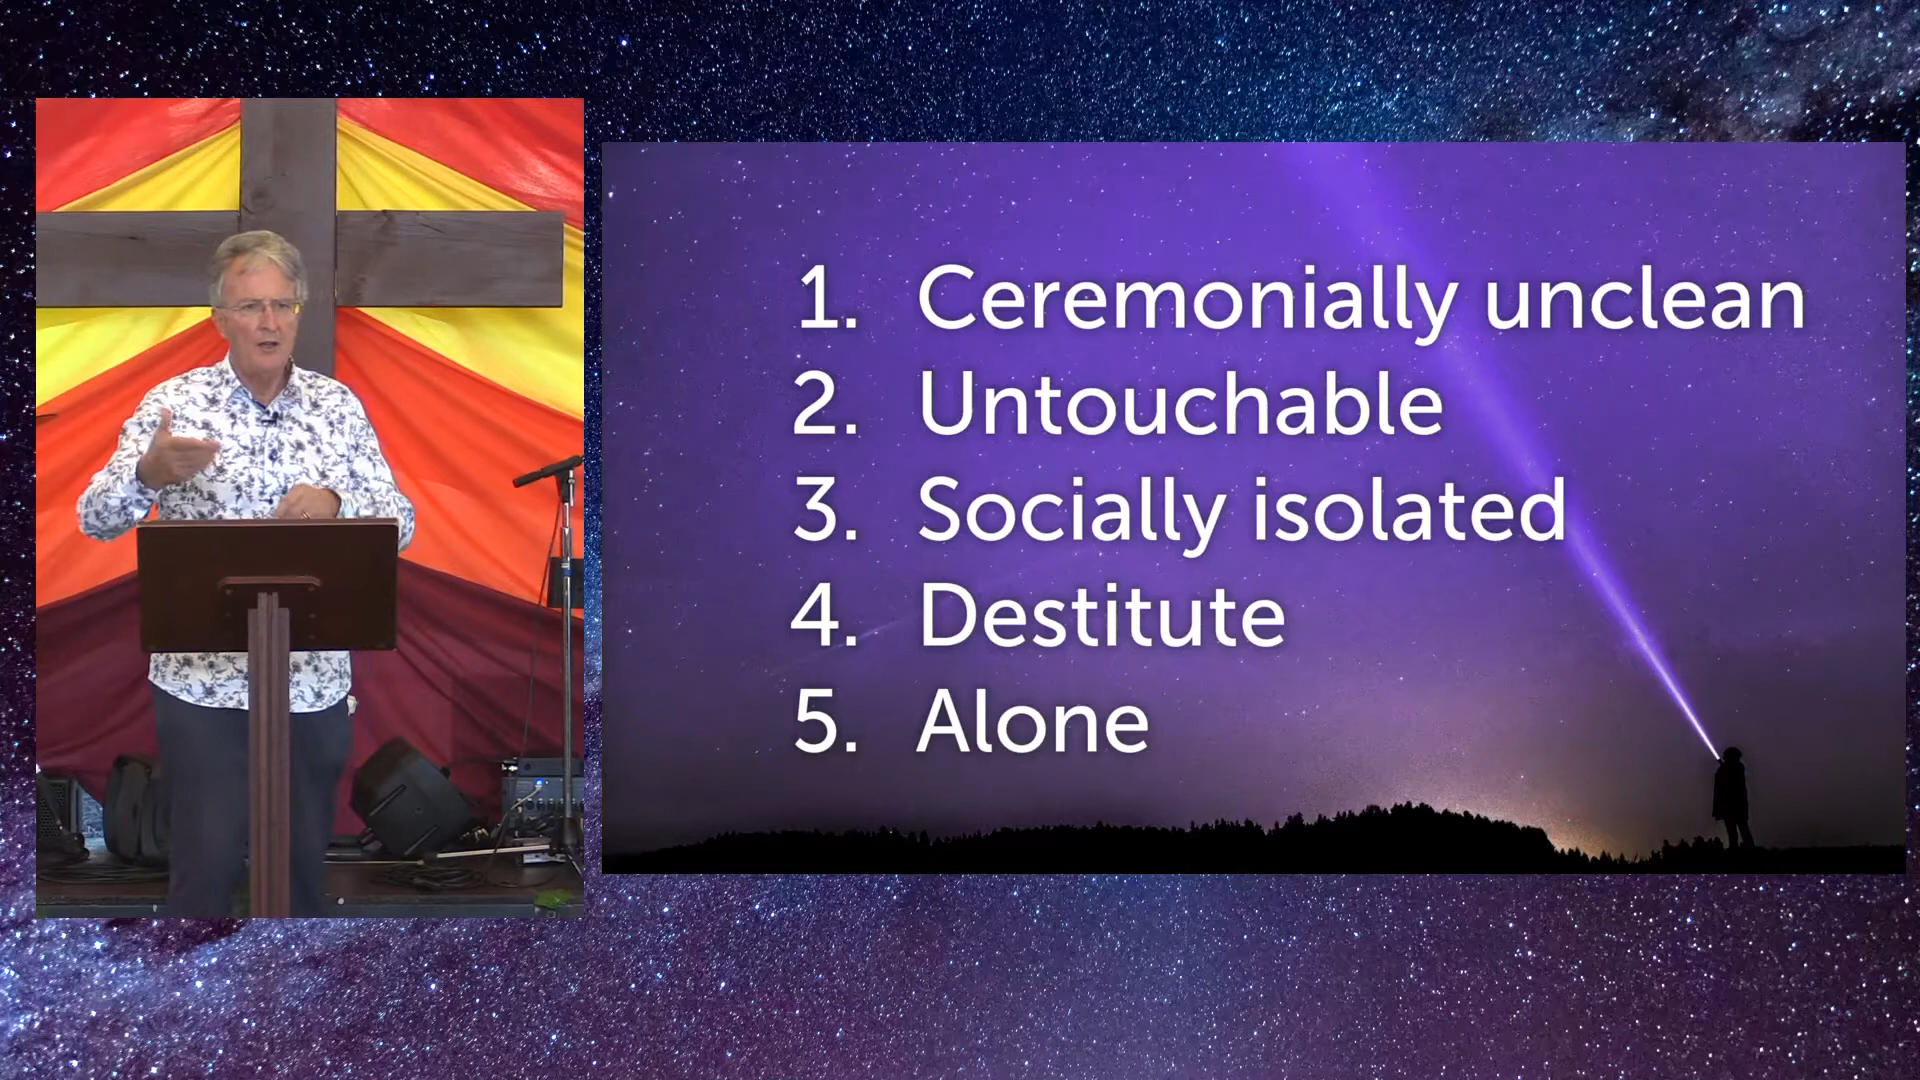 1. Ceremonially unclean
2. Untouchable
3. Socially isolated
4. Destitute
5. Alone